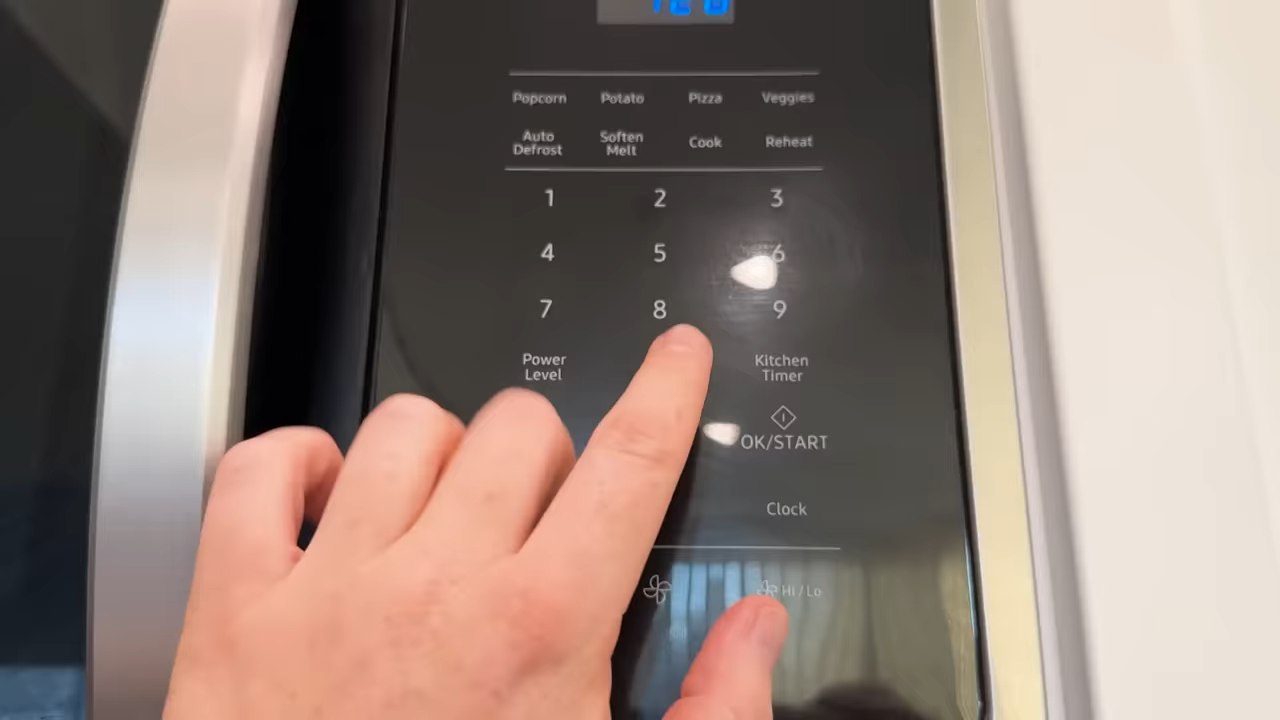 Popcorn Potato Pizza Veggies
Auto Defrost Soften Melt Cook Reheat
1 2 3
4 5 6
7 8 9
Power Level Kitchen Timer
OK/START
Clock
Hi / Lo